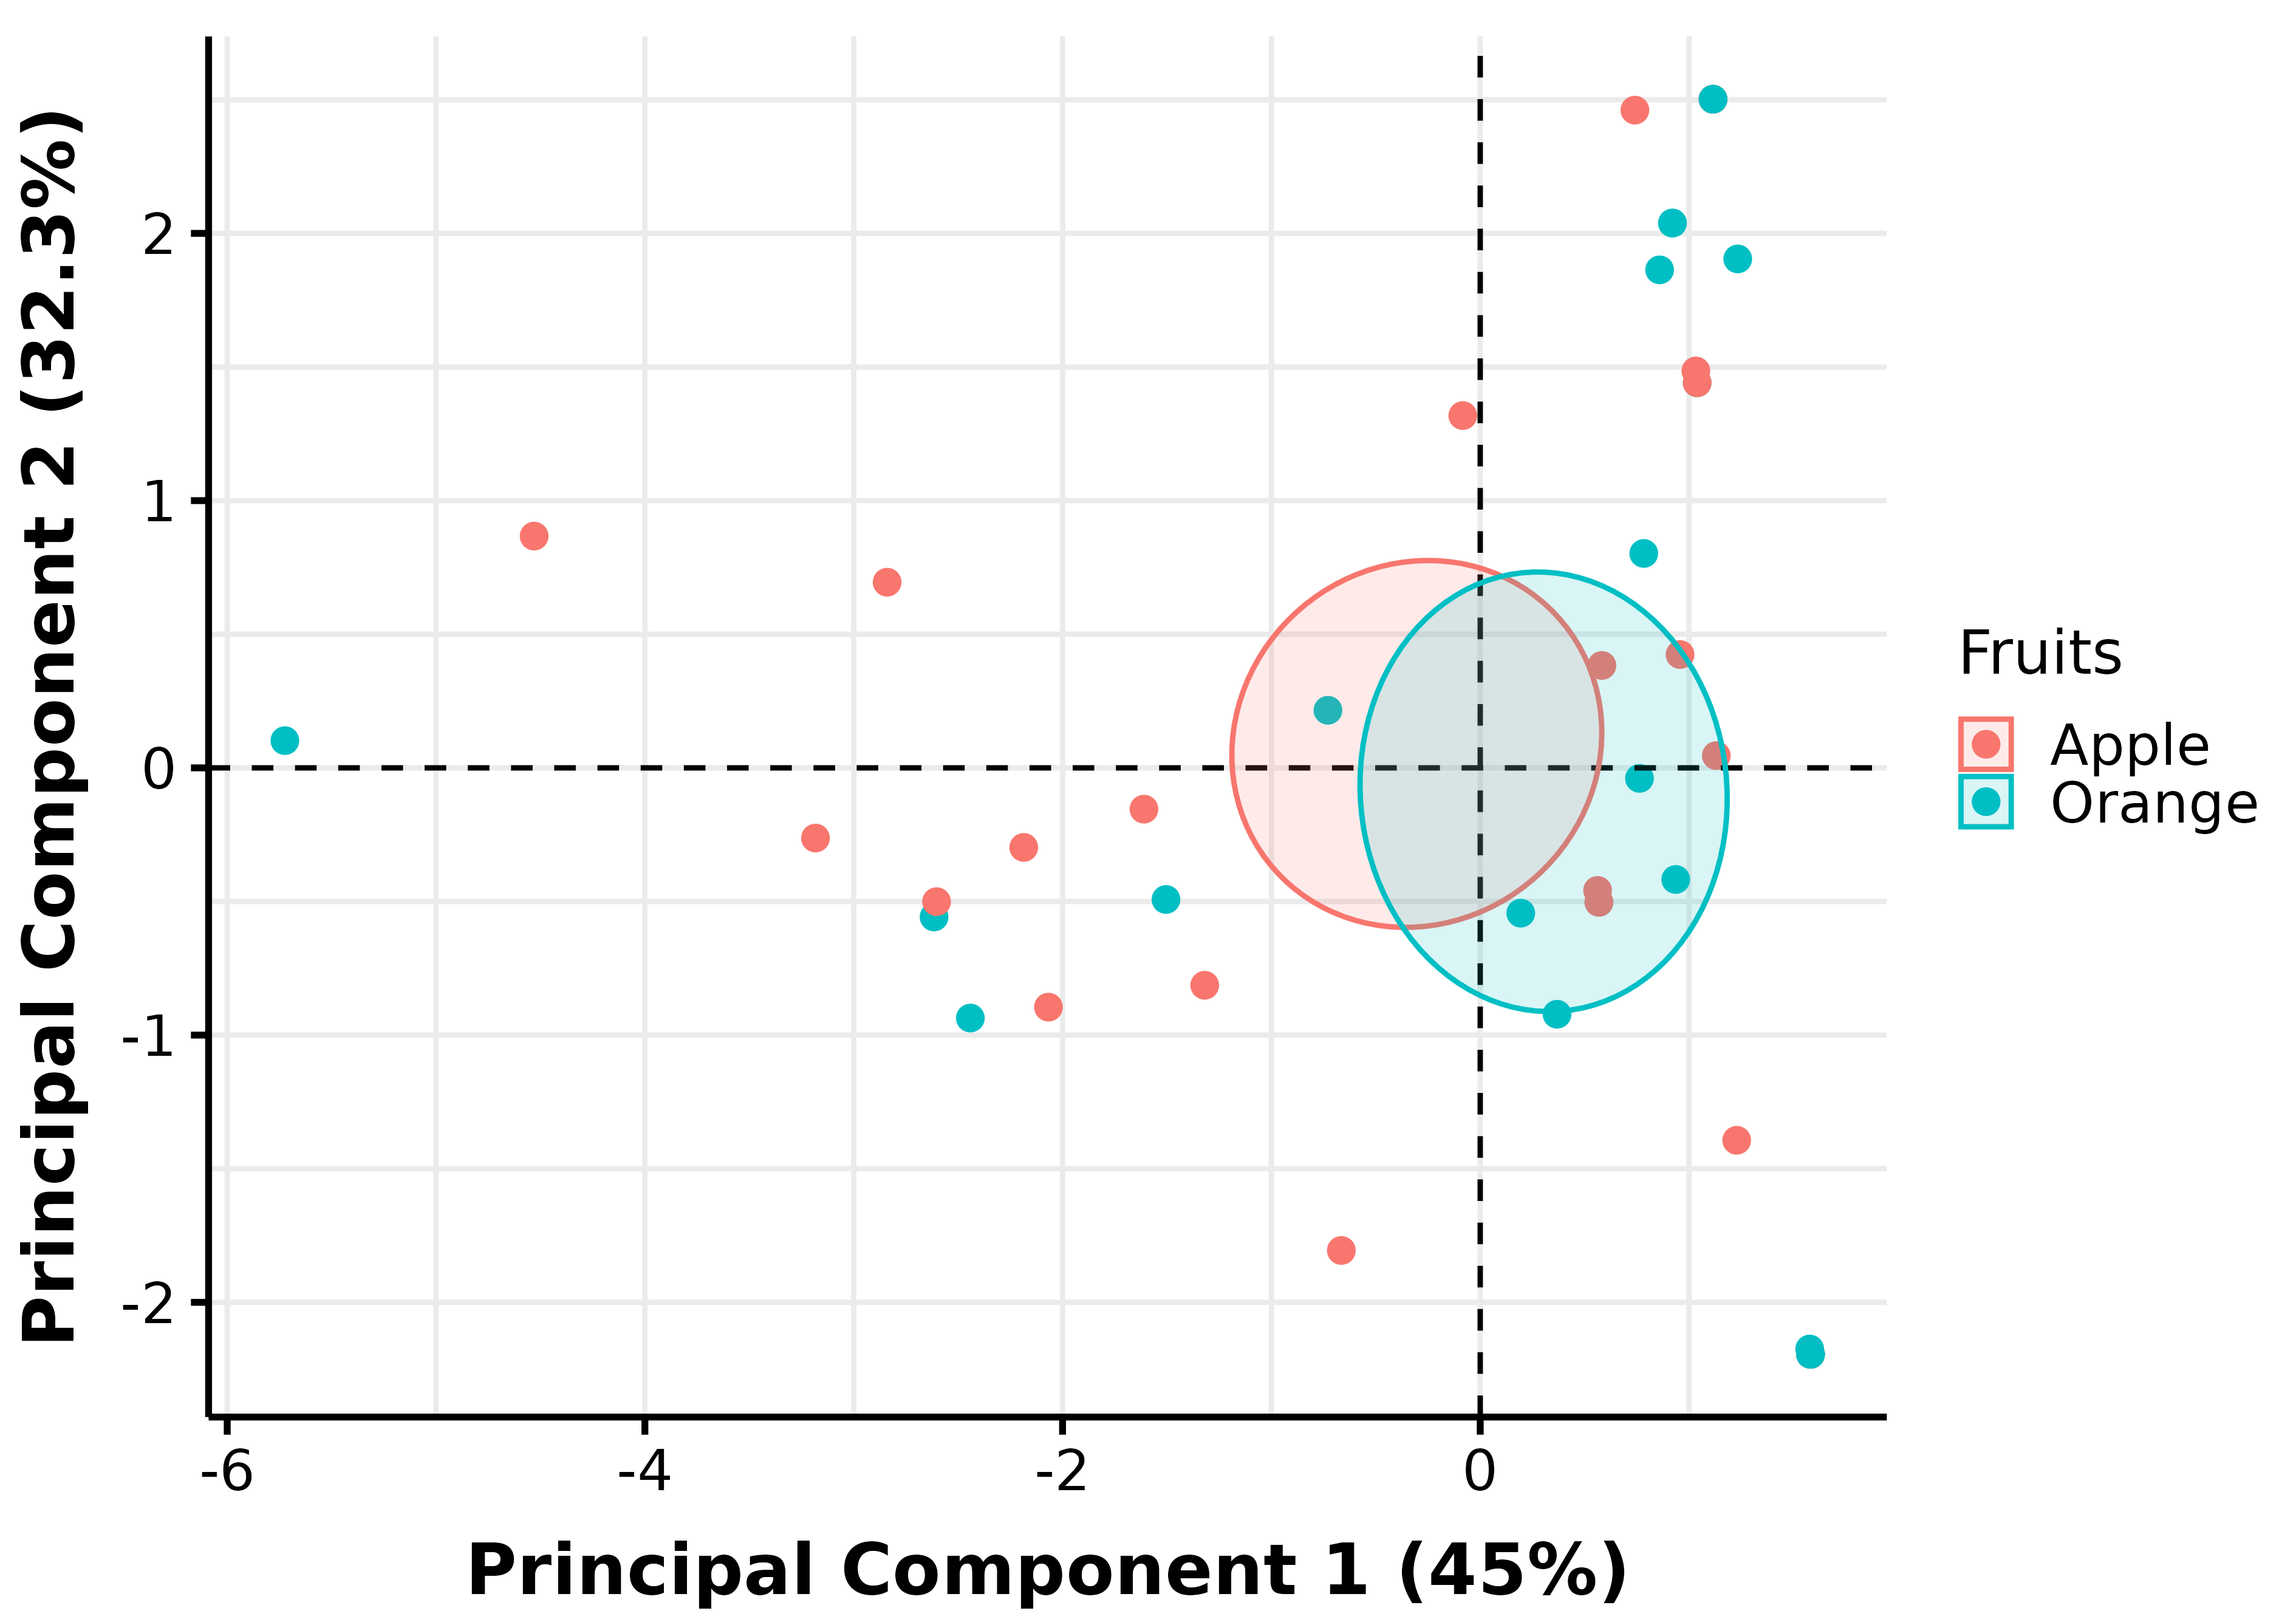 Principal Component 2 (32.3%)
2
1
0
-1
-2
-6
-4
-2
0
Principal Component 1 (45%)
Fruits
Apple
Orange